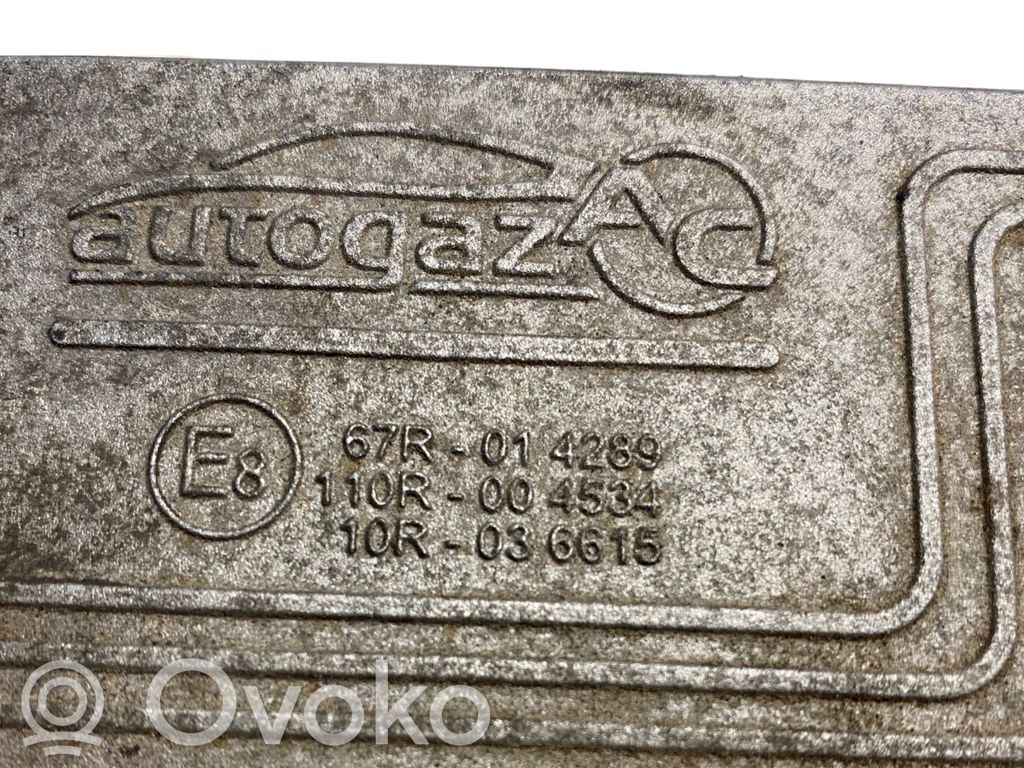 autogaz AC
E8
67R - 01 4289
110R - 00 4534
10R - 03 6615
Ovoko